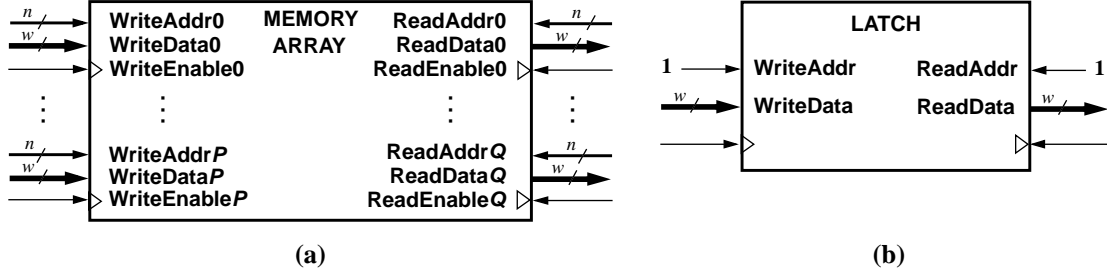 n WriteAddr0 MEMORY ReadAddr0 n
w WriteData0 ARRAY ReadData0 w
WriteEnable0 ReadEnable0
n WriteAddrP ReadAddrQ n
w WriteDataP ReadDataQ w
WriteEnableP ReadEnableQ
(a)
LATCH
1 WriteAddr ReadAddr 1
w WriteData ReadData w
(b)